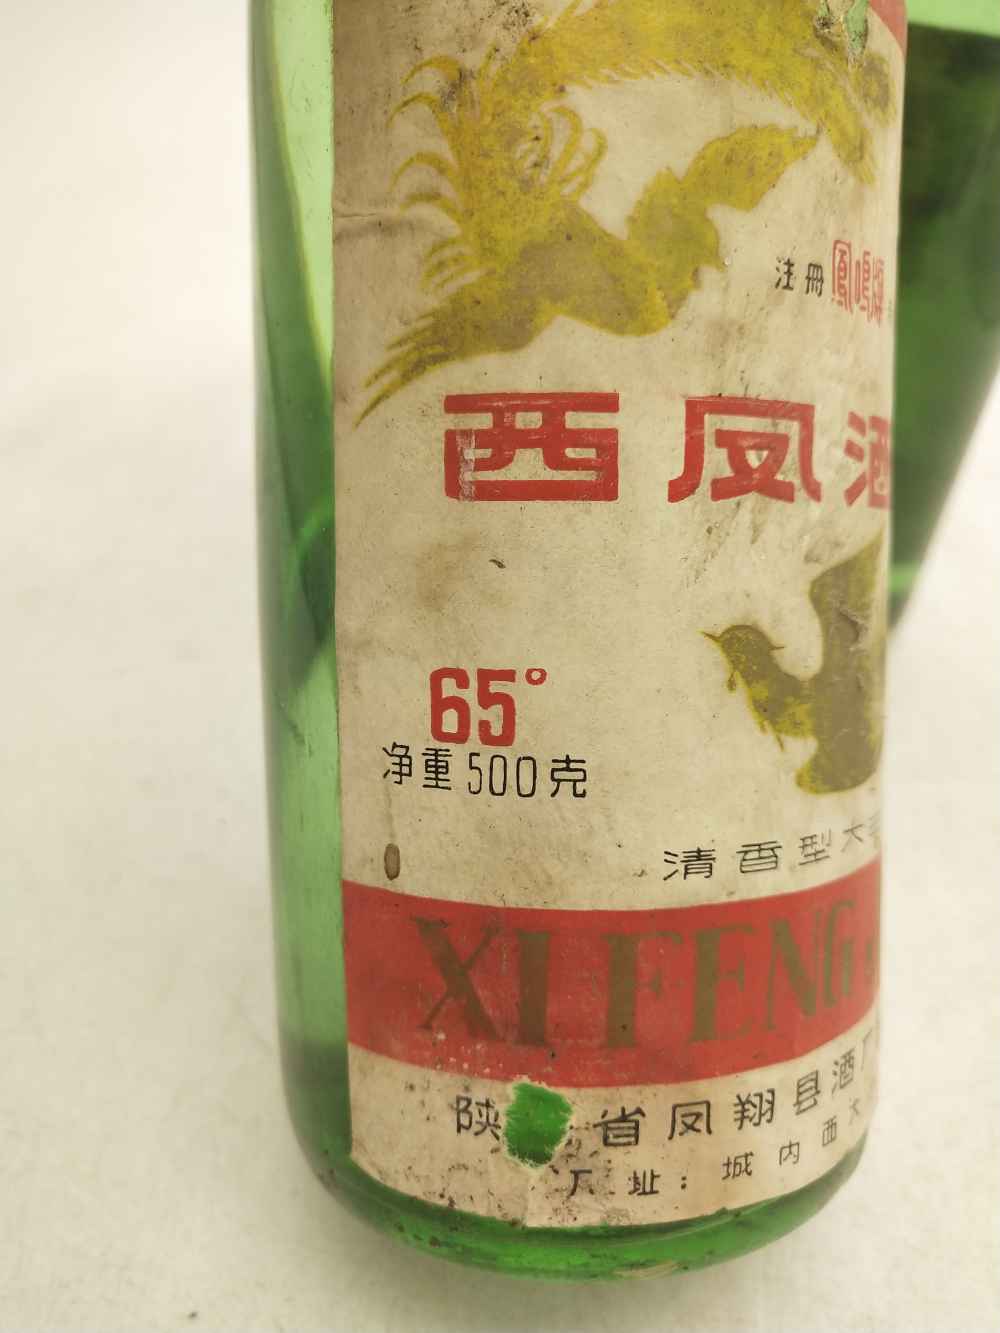 注册 鳳鳴牌
西凤酒
65°
净重500克
清香型大
XI FENG
陕 省凤翔县酒厂
厂址：城内西大